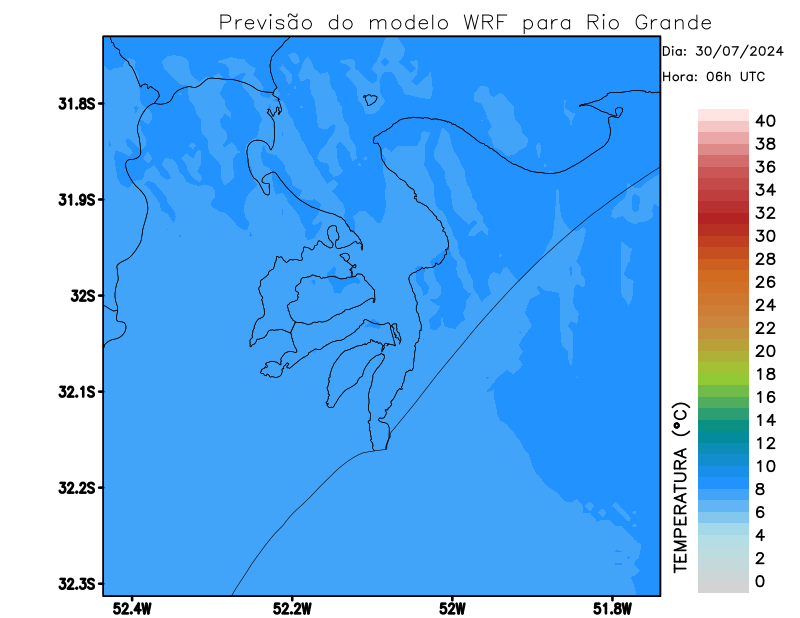 Previsão do modelo WRF para Rio Grande
Dia: 30/07/2024
Hora: 06h UTC
31.8S
31.9S
32S
32.1S
32.2S
32.3S
52.4W
52.2W
52W
51.8W
TEMPERATURA (°C)
40
38
36
34
32
30
28
26
24
22
20
18
16
14
12
10
8
6
4
2
0